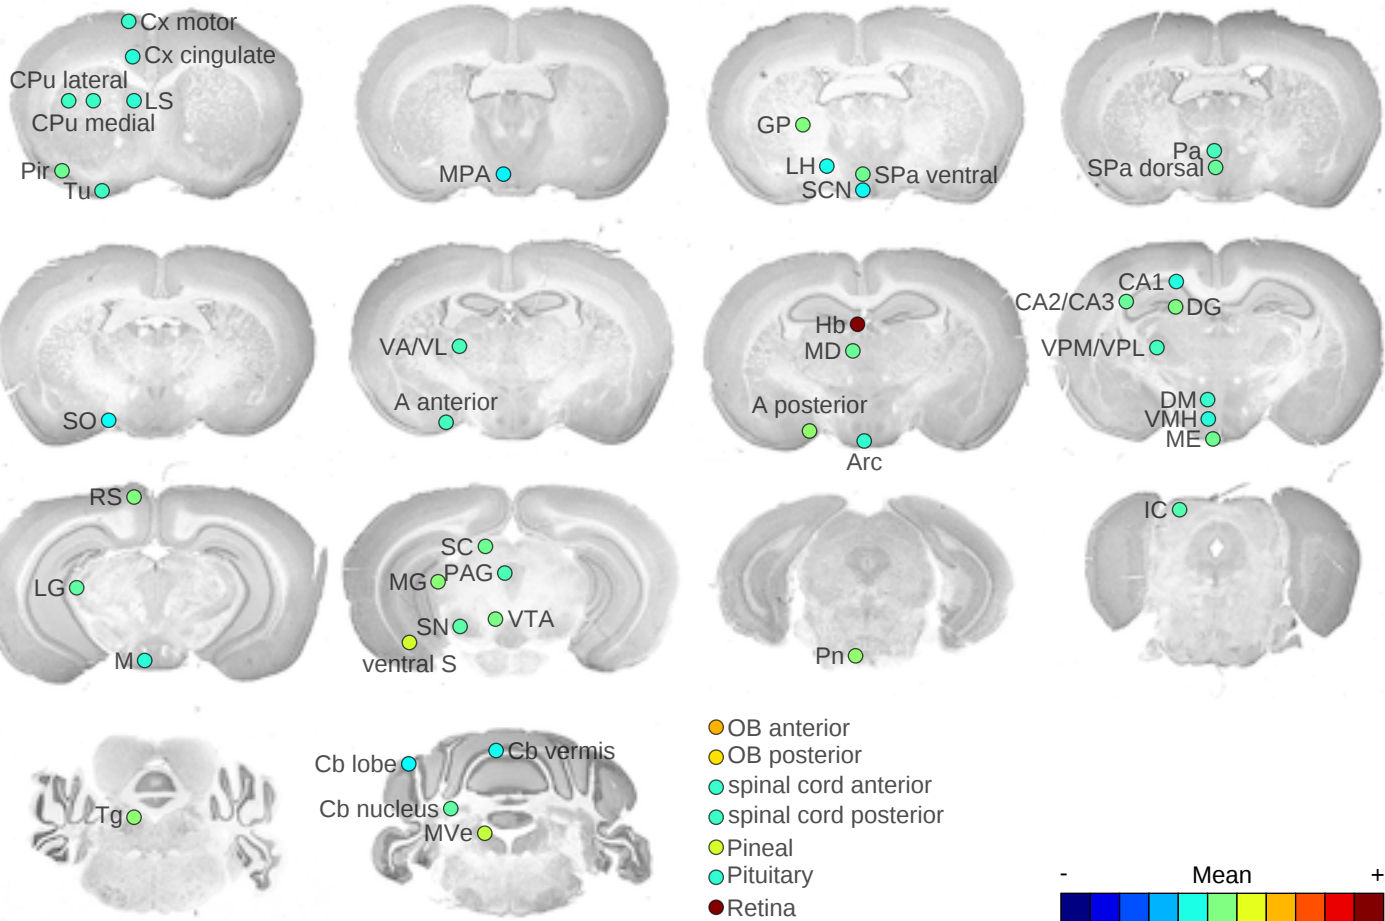 Cx motor
Cx cingulate
CPu lateral
LS
CPu medial
Pir
Tu
MPA
GP
LH
SPa ventral
SCN
Pa
SPa dorsal
SO
VA/VL
A anterior
Hb
MD
A posterior
Arc
CA1
CA2/CA3
DG
VPM/VPL
DM
VMH
ME
RS
LG
M
SC
PAG
MG
VTA
SN
ventral S
Pn
IC
Tg
Cb vermis
Cb lobe
Cb nucleus
MVe
OB anterior
OB posterior
spinal cord anterior
spinal cord posterior
Pineal
Pituitary
Retina
- Mean +